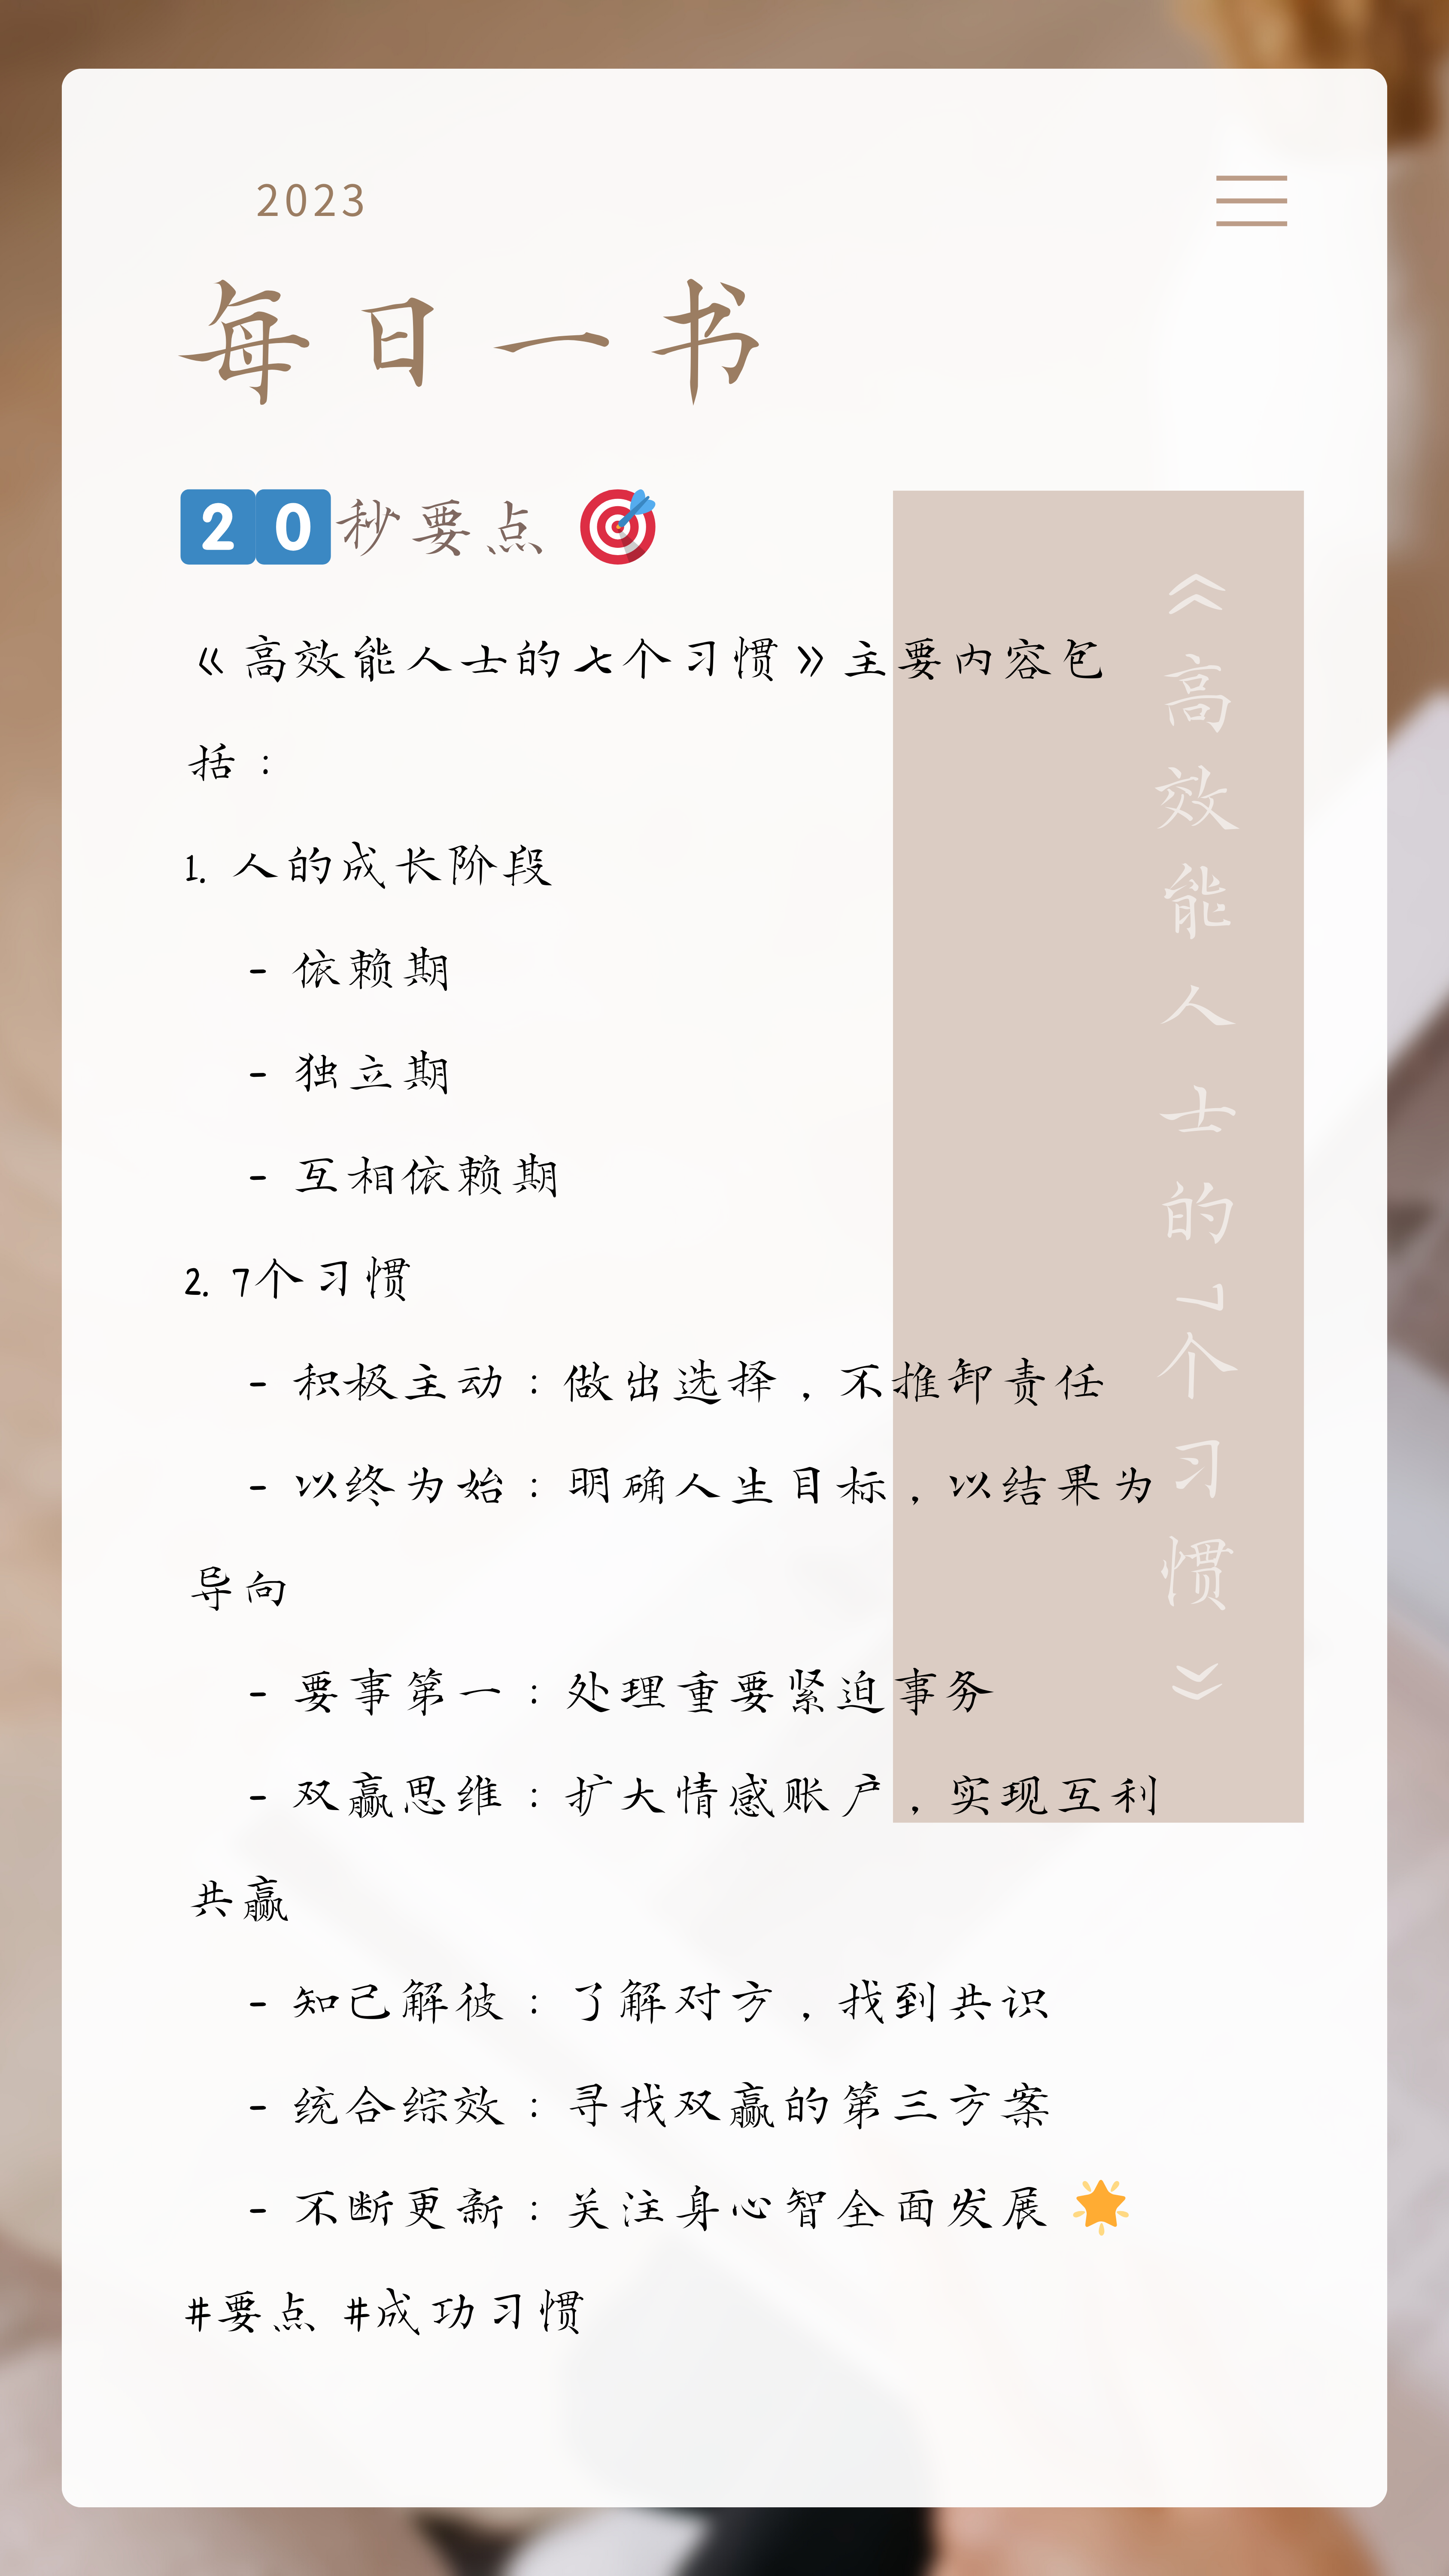 2023
每日一书
20秒要点 🎯
《高效能人士的七个习惯》主要内容包
括：
1. 人的成长阶段
- 依赖期
- 独立期
- 互相依赖期
2. 7个习惯
- 积极主动：做出选择，不推卸责任
- 以终为始：明确人生目标，以结果为
导向
- 要事第一：处理重要紧迫事务
- 双赢思维：扩大情感账户，实现互利
共赢
- 知己解彼：了解对方，找到共识
- 统合综效：寻找双赢的第三方案
- 不断更新：关注身心智全面发展 🌟
#要点 #成功习惯
《高效能人士的7个习惯》